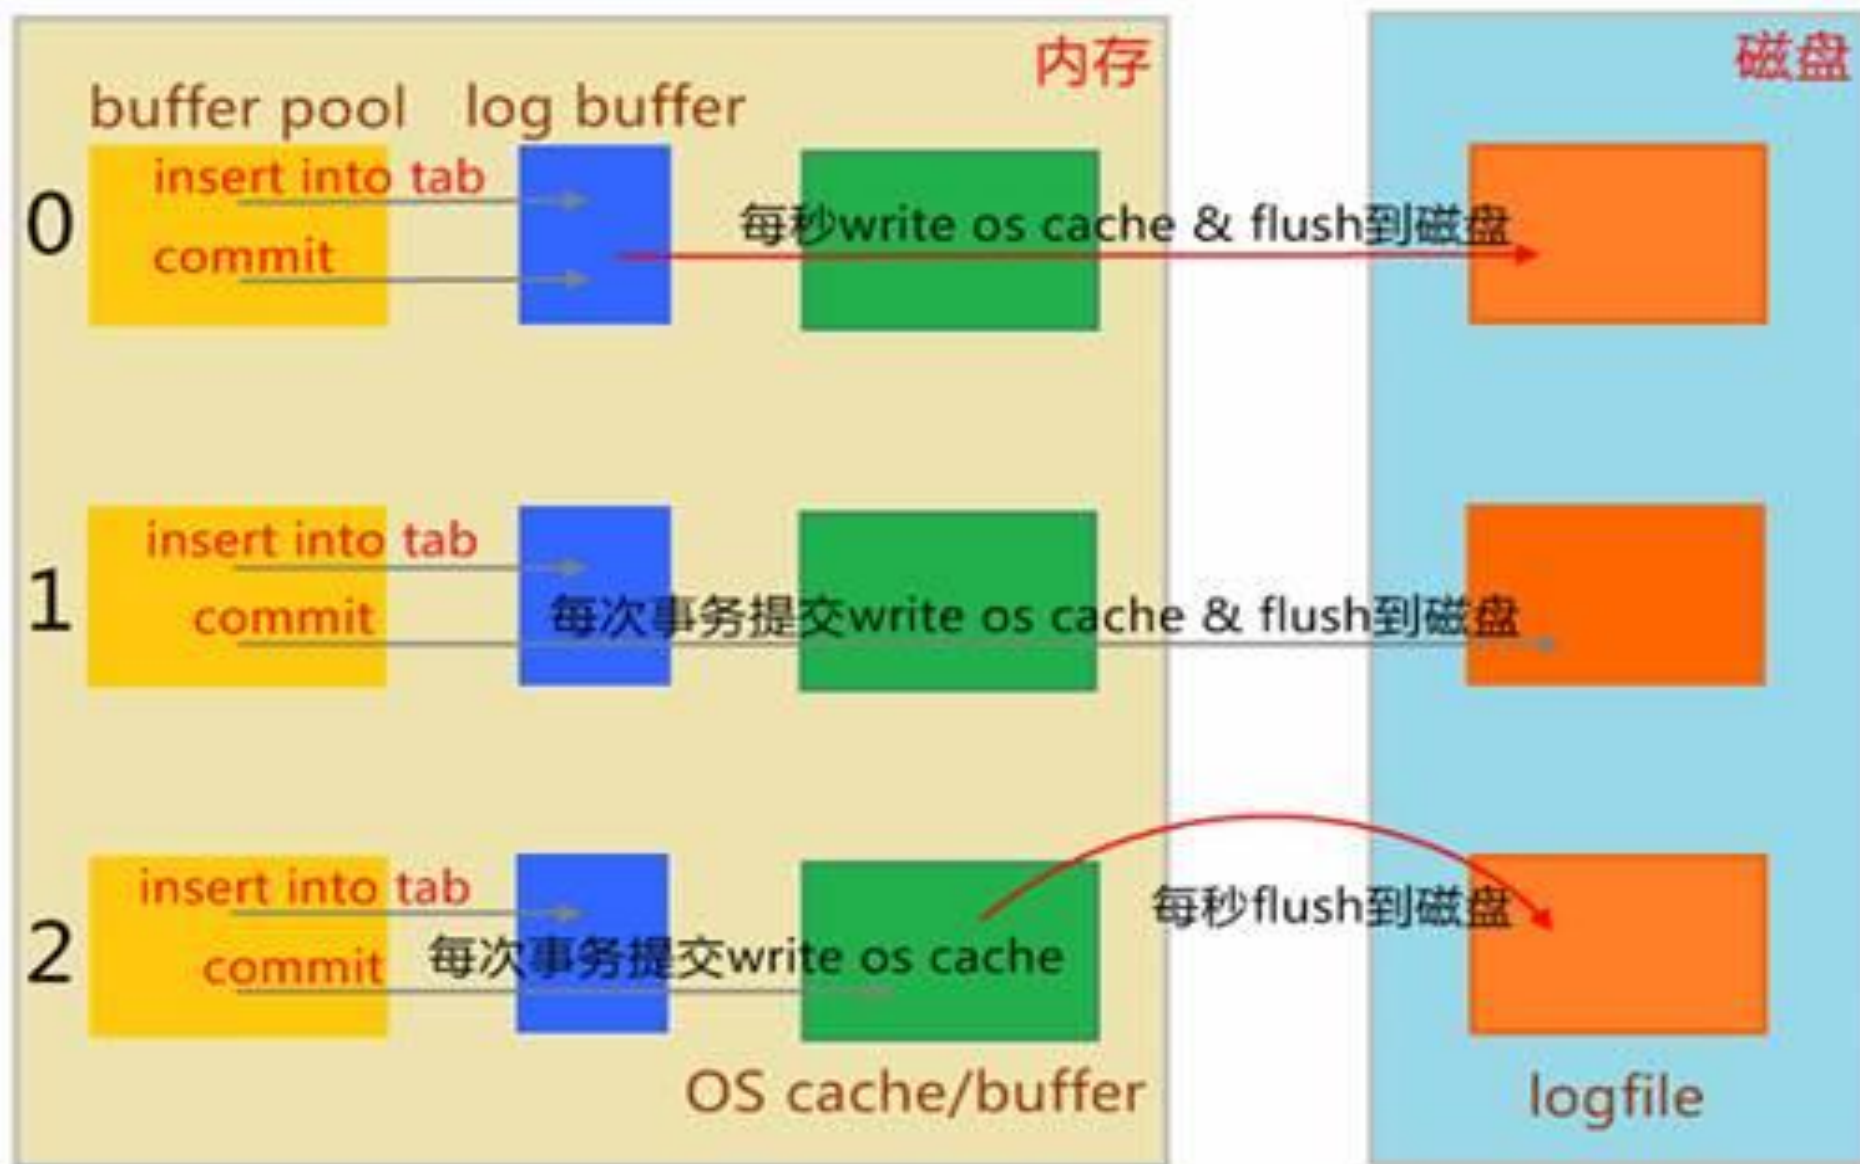 内存
磁盘
buffer pool
log buffer
0
insert into tab
commit
每秒write os cache & flush到磁盘
1
insert into tab
commit
每次事务提交write os cache & flush到磁盘
2
insert into tab
commit
每次事务提交write os cache
每秒flush到磁盘
OS cache/buffer
logfile